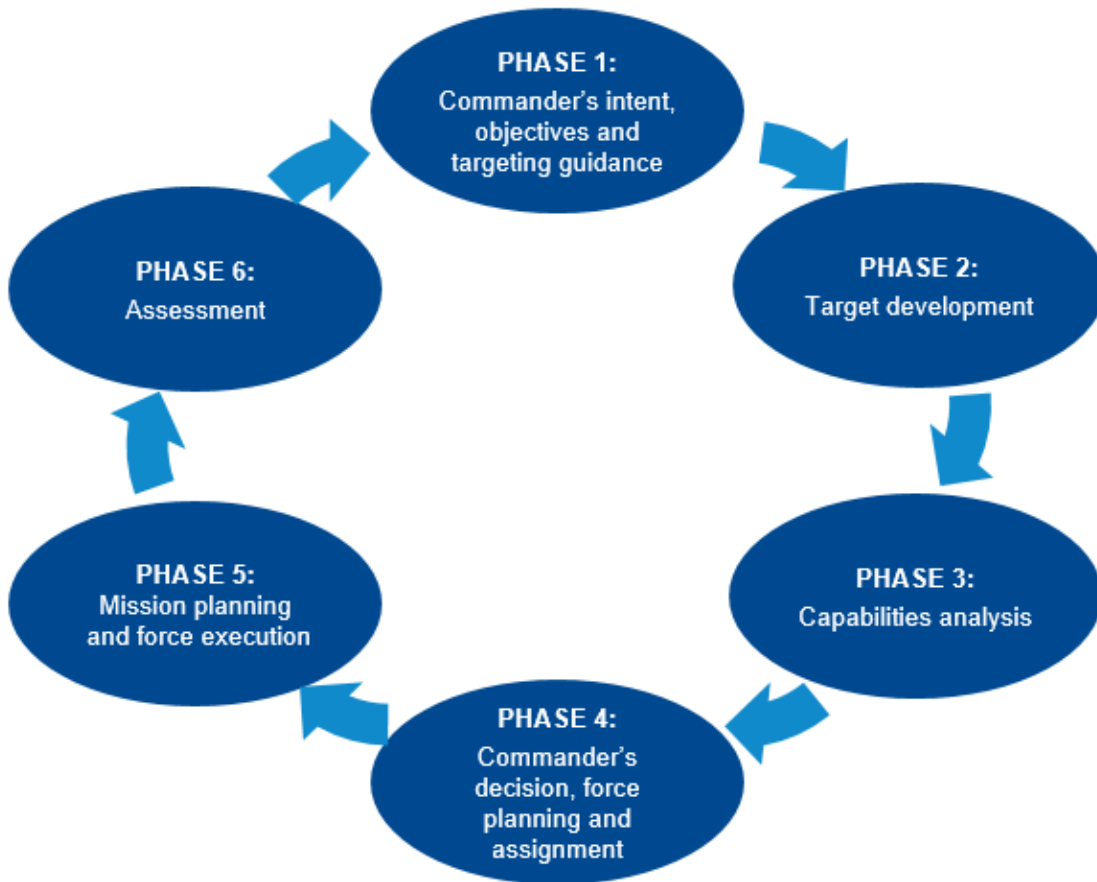 PHASE 1:
Commander's intent,
objectives and
targeting guidance
PHASE 2:
Target development
PHASE 3:
Capabilities analysis
PHASE 4:
Commander's
decision, force
planning and
assignment
PHASE 5:
Mission planning
and force execution
PHASE 6:
Assessment